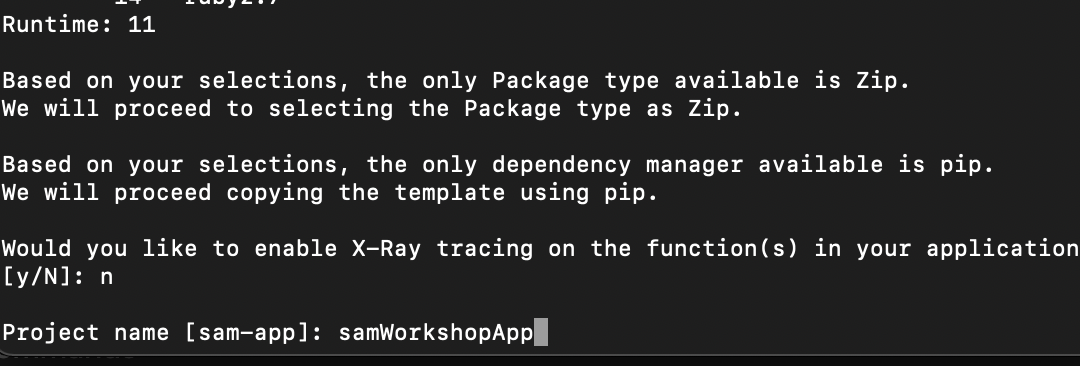 14 - ruby2.7
Runtime: 11
Based on your selections, the only Package type available is Zip.
We will proceed to selecting the Package type as Zip.
Based on your selections, the only dependency manager available is pip.
We will proceed copying the template using pip.
Would you like to enable X-Ray tracing on the function(s) in your application
[y/N]: n
Project name [sam-app]: samWorkshopApp